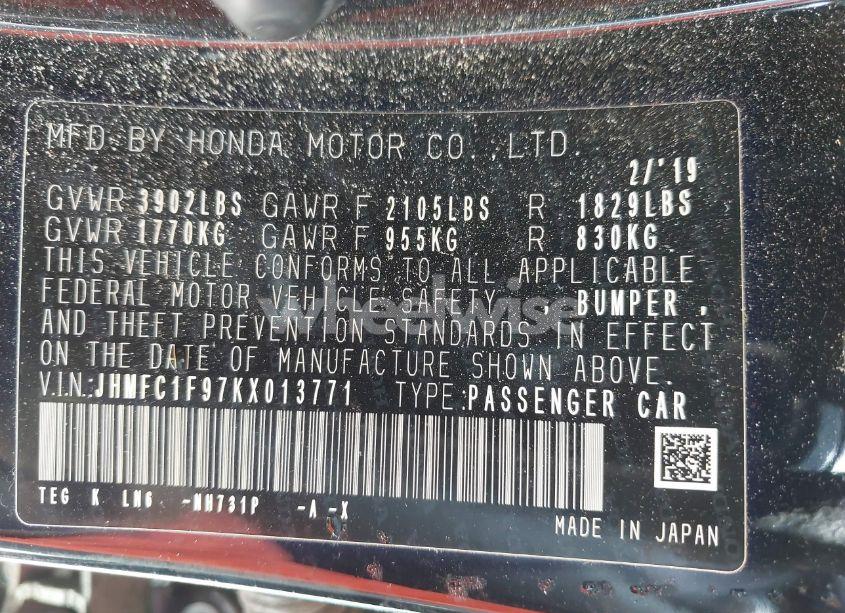 MFD BY HONDA MOTOR CO.,LTD.
2/'19
GVWR 3902LBS GAWR F 2105LBS R 1829LBS
GVWR 1770KG GAWR F 955KG R 830KG
THIS VEHICLE CONFORMS TO ALL APPLICABLE
FEDERAL MOTOR VEHICLE SAFETY, BUMPER,
AND THEFT PREVENTION STANDARDS IN EFFECT
ON THE DATE OF MANUFACTURE SHOWN ABOVE.
V.I.N.:JHMFC1F97KX013771 TYPE:PASSENGER CAR
TEG K LM6 -NH731P -A -X
MADE IN JAPAN
wheelwise